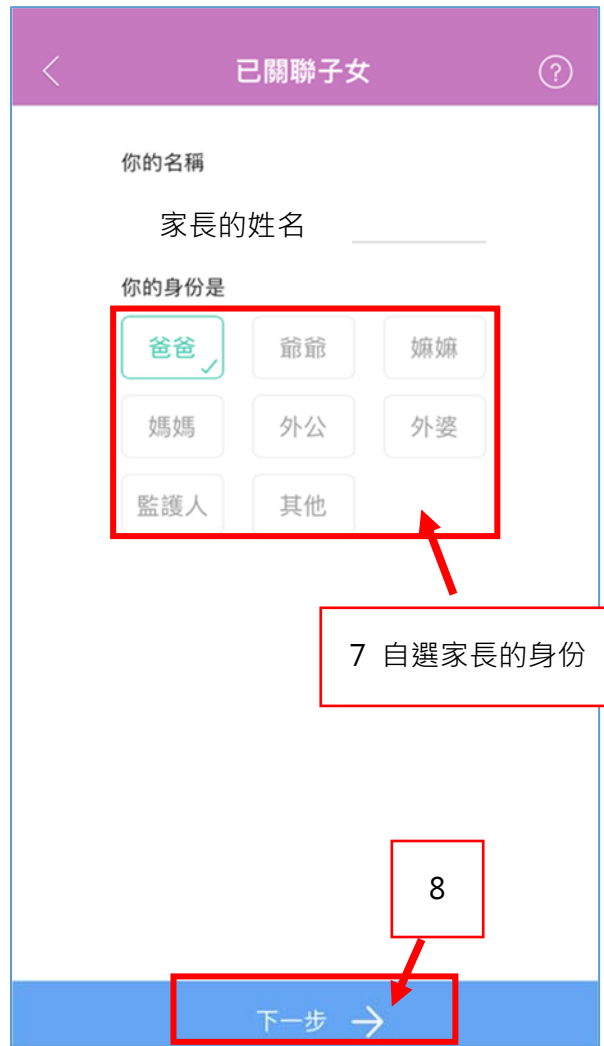 已關聯子女
你的名稱
家長的姓名
你的身份是
爸爸 爺爺 嫲嫲
媽媽 外公 外婆
監護人 其他
7 自選家長的身份
8
下一步